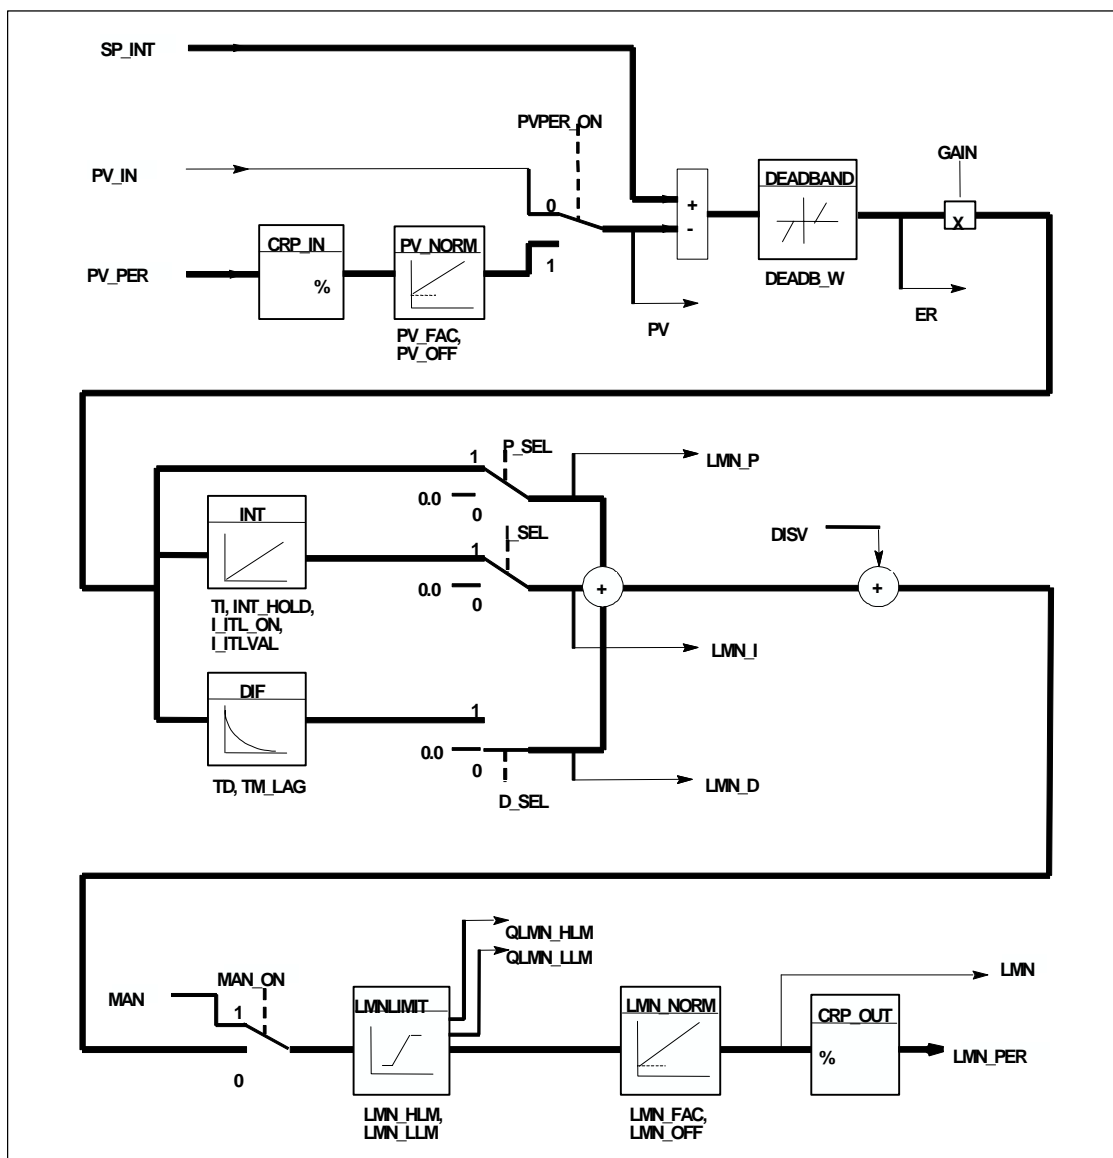 SP_INT
PVPER_ON
GAIN
PV_IN
DEADBAND
0
+
-
X
CRP_IN
PV_NORM
PV_PER
%
1
DEADB_W
PV_FAC,
PV_OFF
PV
ER
P_SEL
1
LMN_P
0.0
0
INT
I_SEL
1
DISV
0.0
0
+
+
TI, INT_HOLD,
I_ITL_ON,
I_ITLVAL
LMN_I
DIF
1
0.0
0
TD, TM_LAG
D_SEL
LMN_D
QLMN_HLM
QLMN_LLM
MAN_ON
MAN
1
LMNLIMIT
LMN_NORM
LMN
CRP_OUT
%
LMN_PER
0
LMN_HLM,
LMN_LLM
LMN_FAC,
LMN_OFF